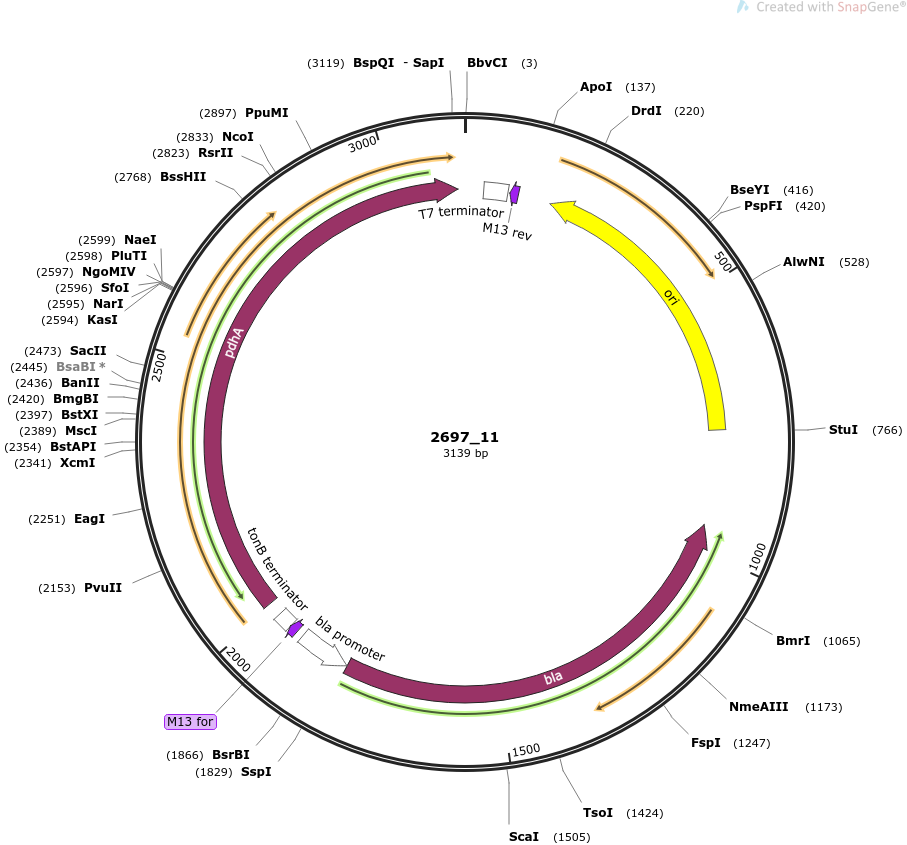 Created with SnapGene®
(3119) BspQI - SapI
BbvCI (3)
ApoI (137)
DrdI (220)
BseYI (416)
PspFI (420)
AlwNI (528)
StuI (766)
BmrI (1065)
NmeAIII (1173)
FspI (1247)
TsoI (1424)
ScaI (1505)
(1829) SspI
(1866) BsrBI
M13 for
(2153) PvuII
(2251) EagI
(2341) XcmI
(2354) BstAPI
(2389) MscI
(2397) BstXI
(2420) BmgBI
(2436) BanII
(2445) BsaBI *
(2473) SacII
(2594) KasI
(2595) NarI
(2596) SfoI
(2597) NgoMIV
(2598) PluTI
(2599) NaeI
(2768) BssHII
(2823) RsrII
(2833) NcoI
(2897) PpuMI
500
1000
1500
2000
2500
3000
T7 terminator
M13 rev
ori
bla
bla promoter
tonB terminator
pdhA
2697_11
3139 bp